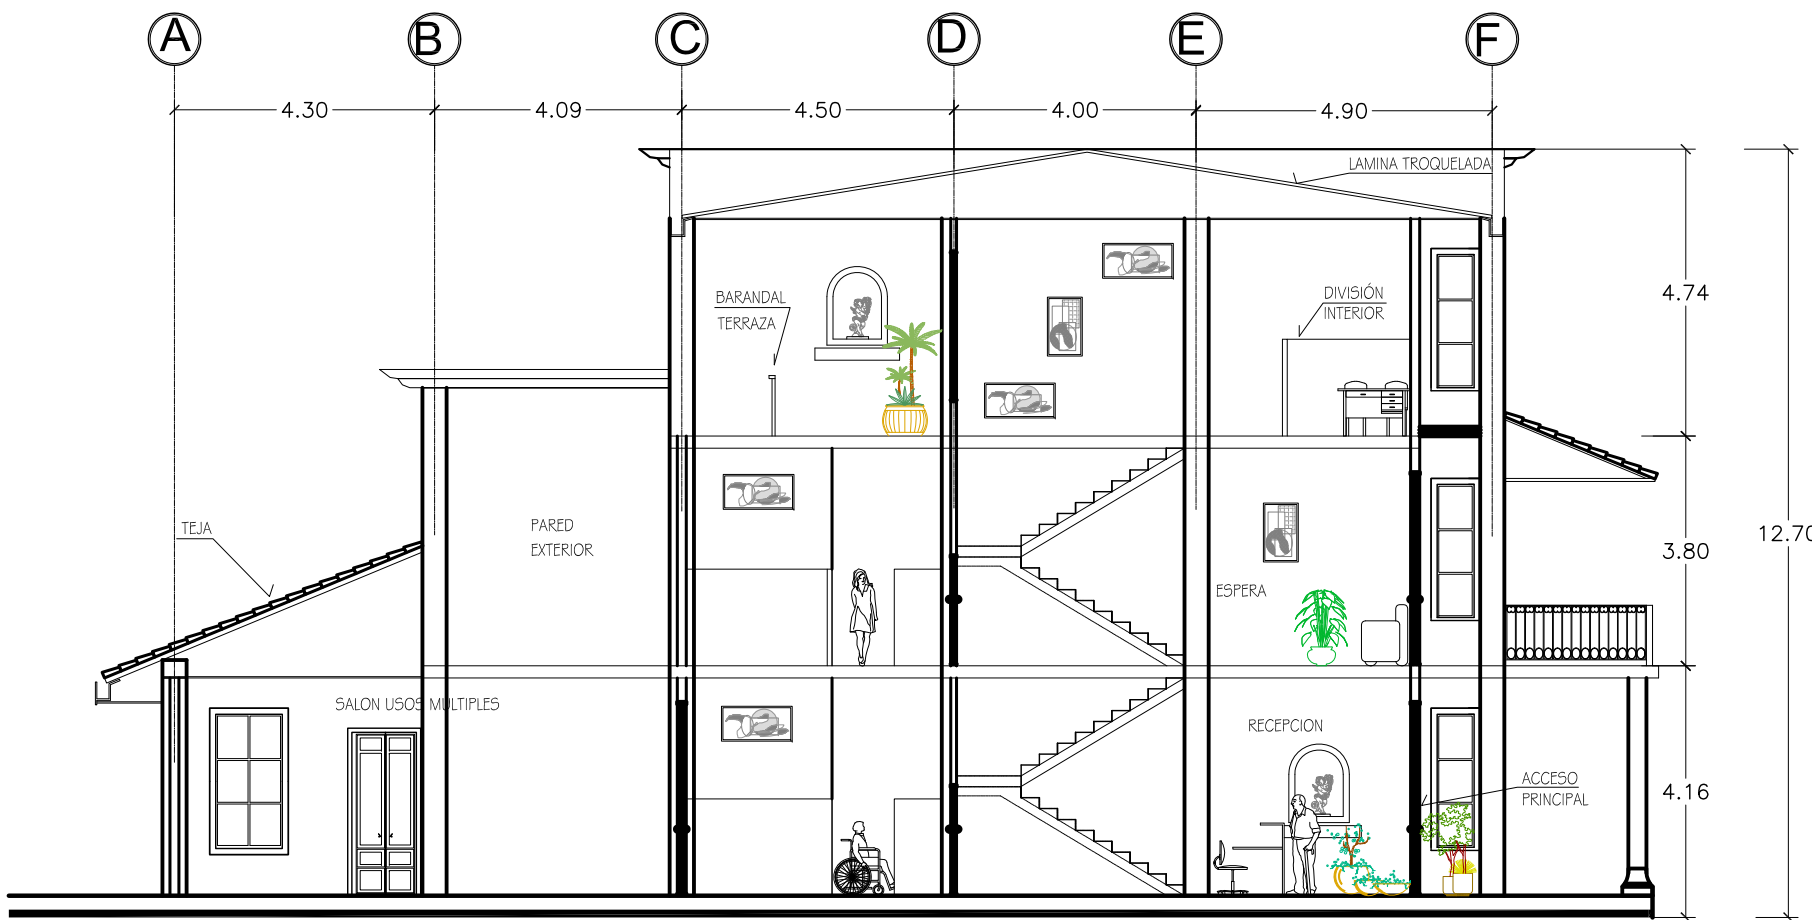 A B C D E F
4.30 4.09 4.50 4.00 4.90
LAMINA TROQUELADA
BARANDAL
TERRAZA
DIVISIÓN
INTERIOR
4.74
TEJA
PARED
EXTERIOR
3.80
12.70
ESPERA
SALON USOS MULTIPLES
RECEPCION
ACCESO
PRINCIPAL
4.16